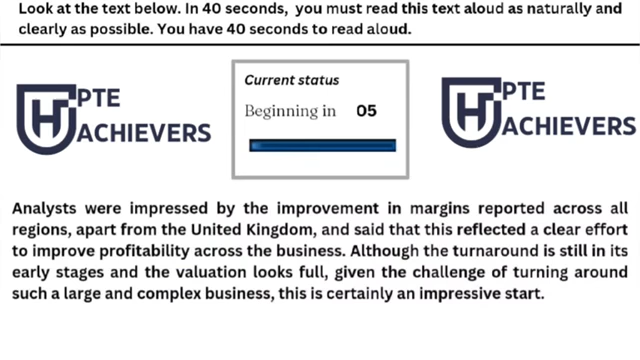 Look at the text below. In 40 seconds, you must read this text aloud as naturally and
clearly as possible. You have 40 seconds to read aloud.
PTE
ACHIEVERS
Current status
Beginning in 05
PTE
ACHIEVERS
Analysts were impressed by the improvement in margins reported across all
regions, apart from the United Kingdom, and said that this reflected a clear effort
to improve profitability across the business. Although the turnaround is still in its
early stages and the valuation looks full, given the challenge of turning around
such a large and complex business, this is certainly an impressive start.